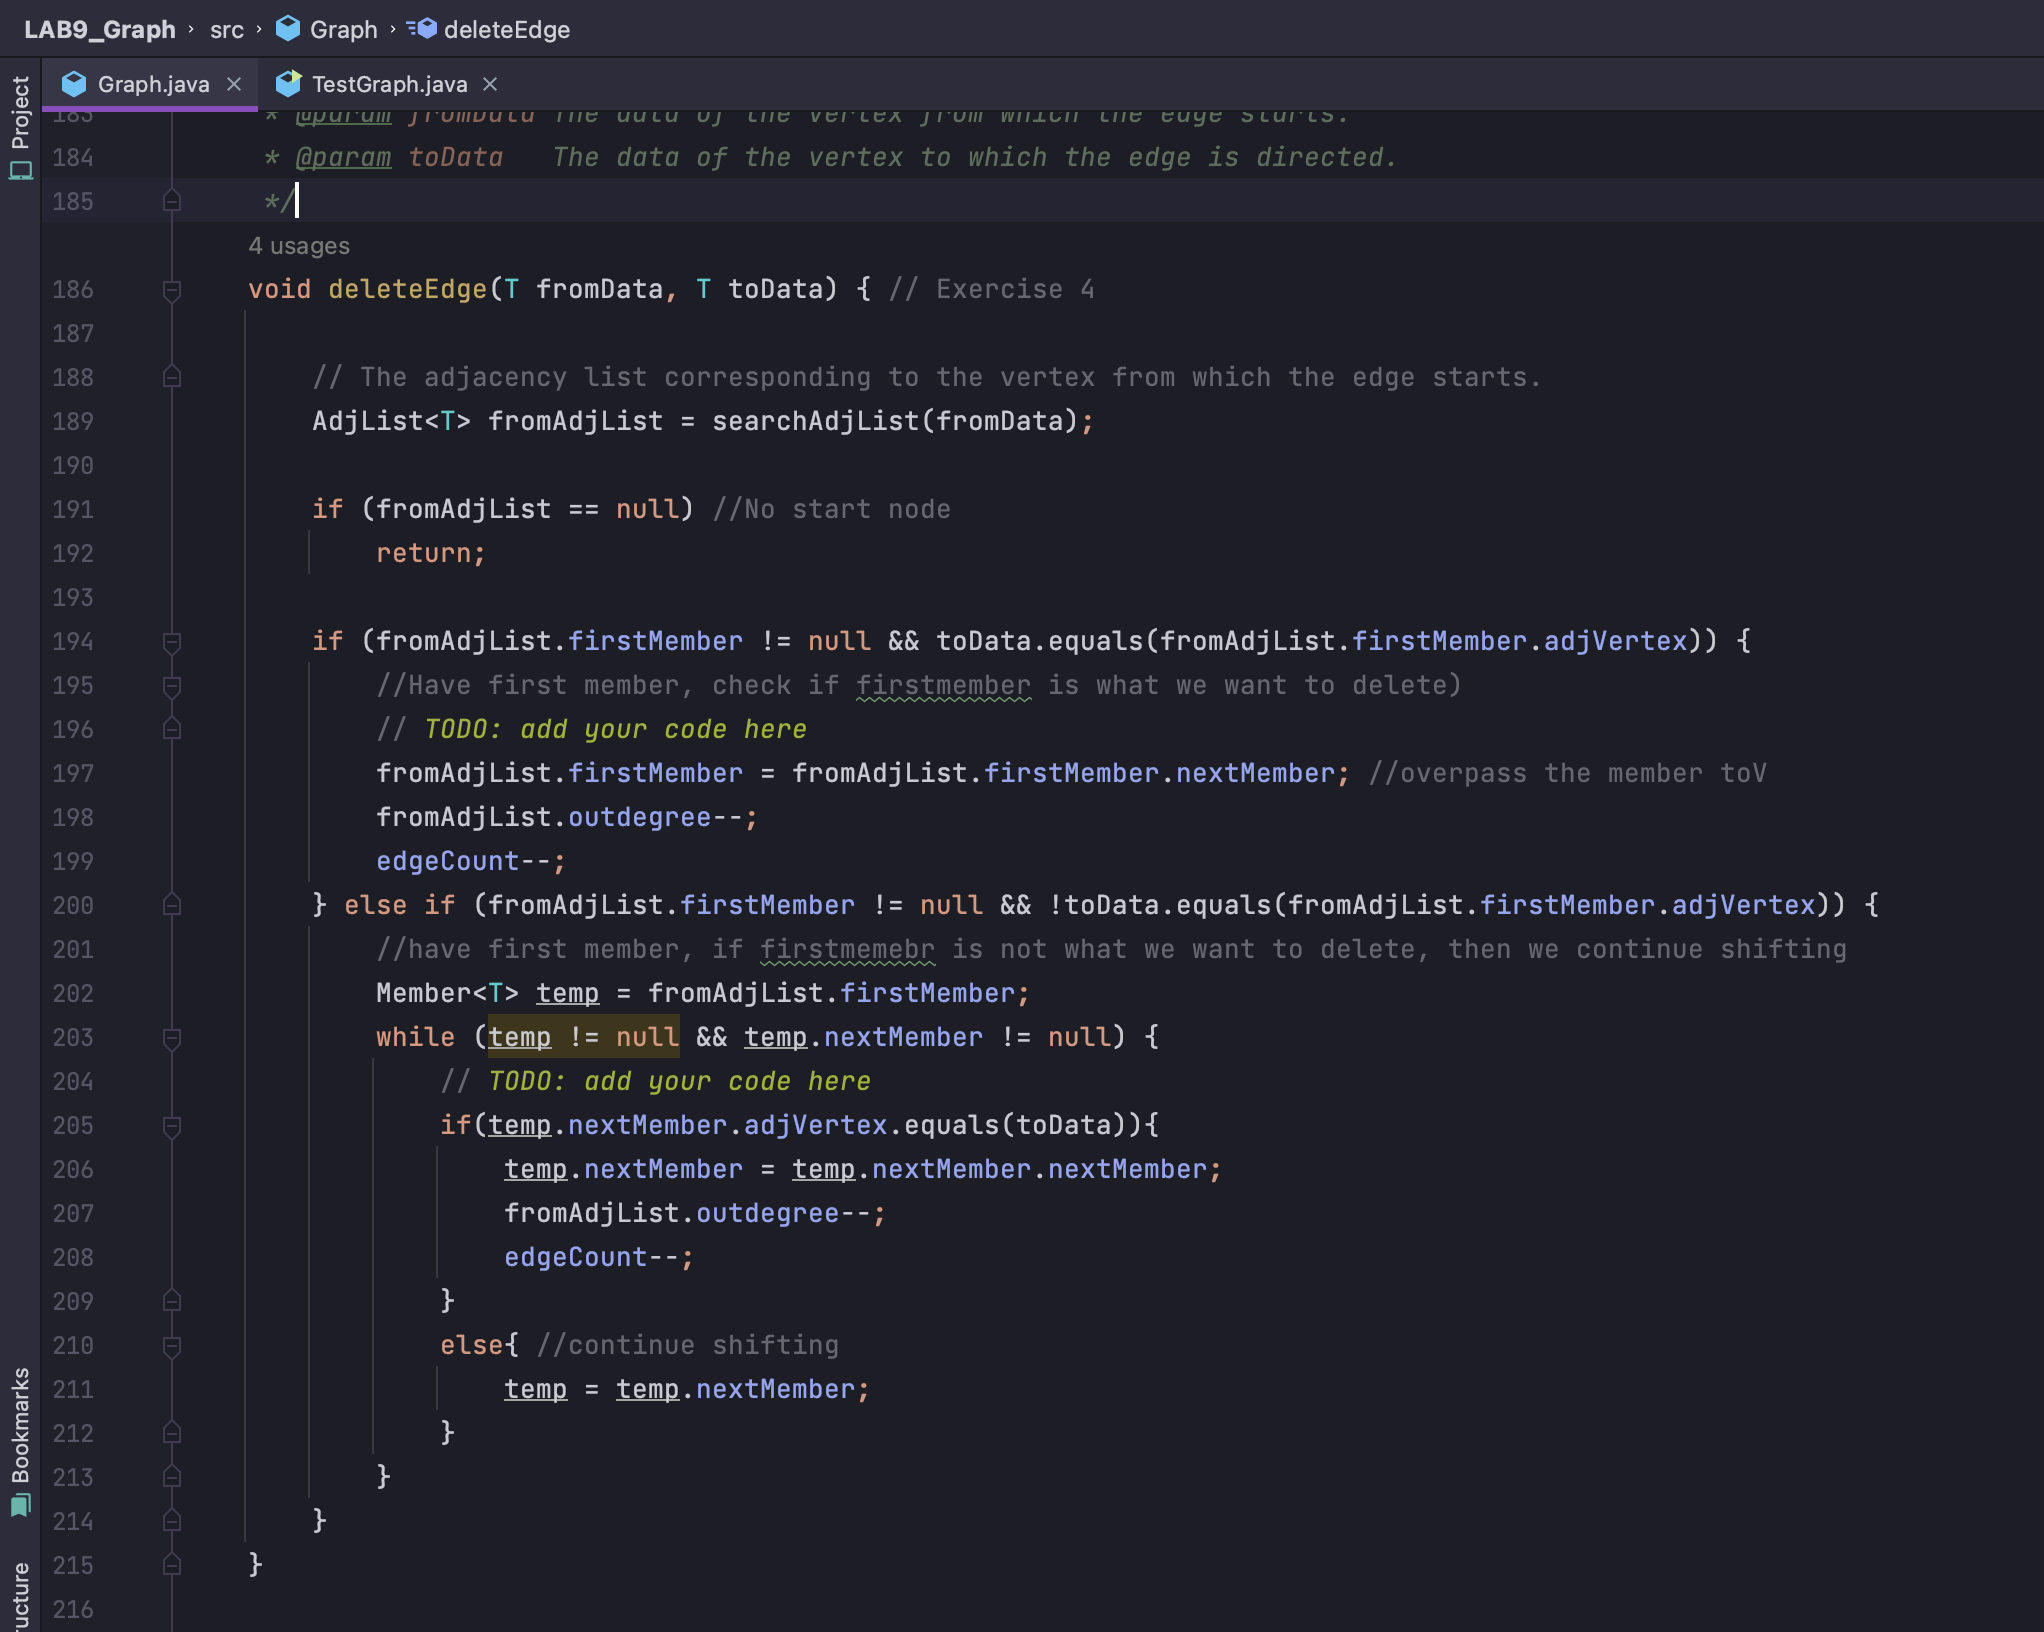 LAB9_Graph › src › Graph › deleteEdge
Graph.java TestGraph.java
Project
183 * @param fromData The data of the vertex from which the edge starts.
184 * @param toData   The data of the vertex to which the edge is directed.
185 */
4 usages
186 void deleteEdge(T fromData, T toData) { // Exercise 4
187
188 // The adjacency list corresponding to the vertex from which the edge starts.
189 AdjList<T> fromAdjList = searchAdjList(fromData);
190
191 if (fromAdjList == null) //No start node
192 return;
193
194 if (fromAdjList.firstMember != null && toData.equals(fromAdjList.firstMember.adjVertex)) {
195 //Have first member, check if firstmember is what we want to delete)
196 // TODO: add your code here
197 fromAdjList.firstMember = fromAdjList.firstMember.nextMember; //overpass the member toV
198 fromAdjList.outdegree--;
199 edgeCount--;
200 } else if (fromAdjList.firstMember != null && !toData.equals(fromAdjList.firstMember.adjVertex)) {
201 //have first member, if firstmemebr is not what we want to delete, then we continue shifting
202 Member<T> temp = fromAdjList.firstMember;
203 while (temp != null && temp.nextMember != null) {
204 // TODO: add your code here
205 if(temp.nextMember.adjVertex.equals(toData)){
206 temp.nextMember = temp.nextMember.nextMember;
207 fromAdjList.outdegree--;
208 edgeCount--;
209 }
210 else{ //continue shifting
211 temp = temp.nextMember;
212 }
213 }
214 }
215 }
216
Bookmarks
ructure